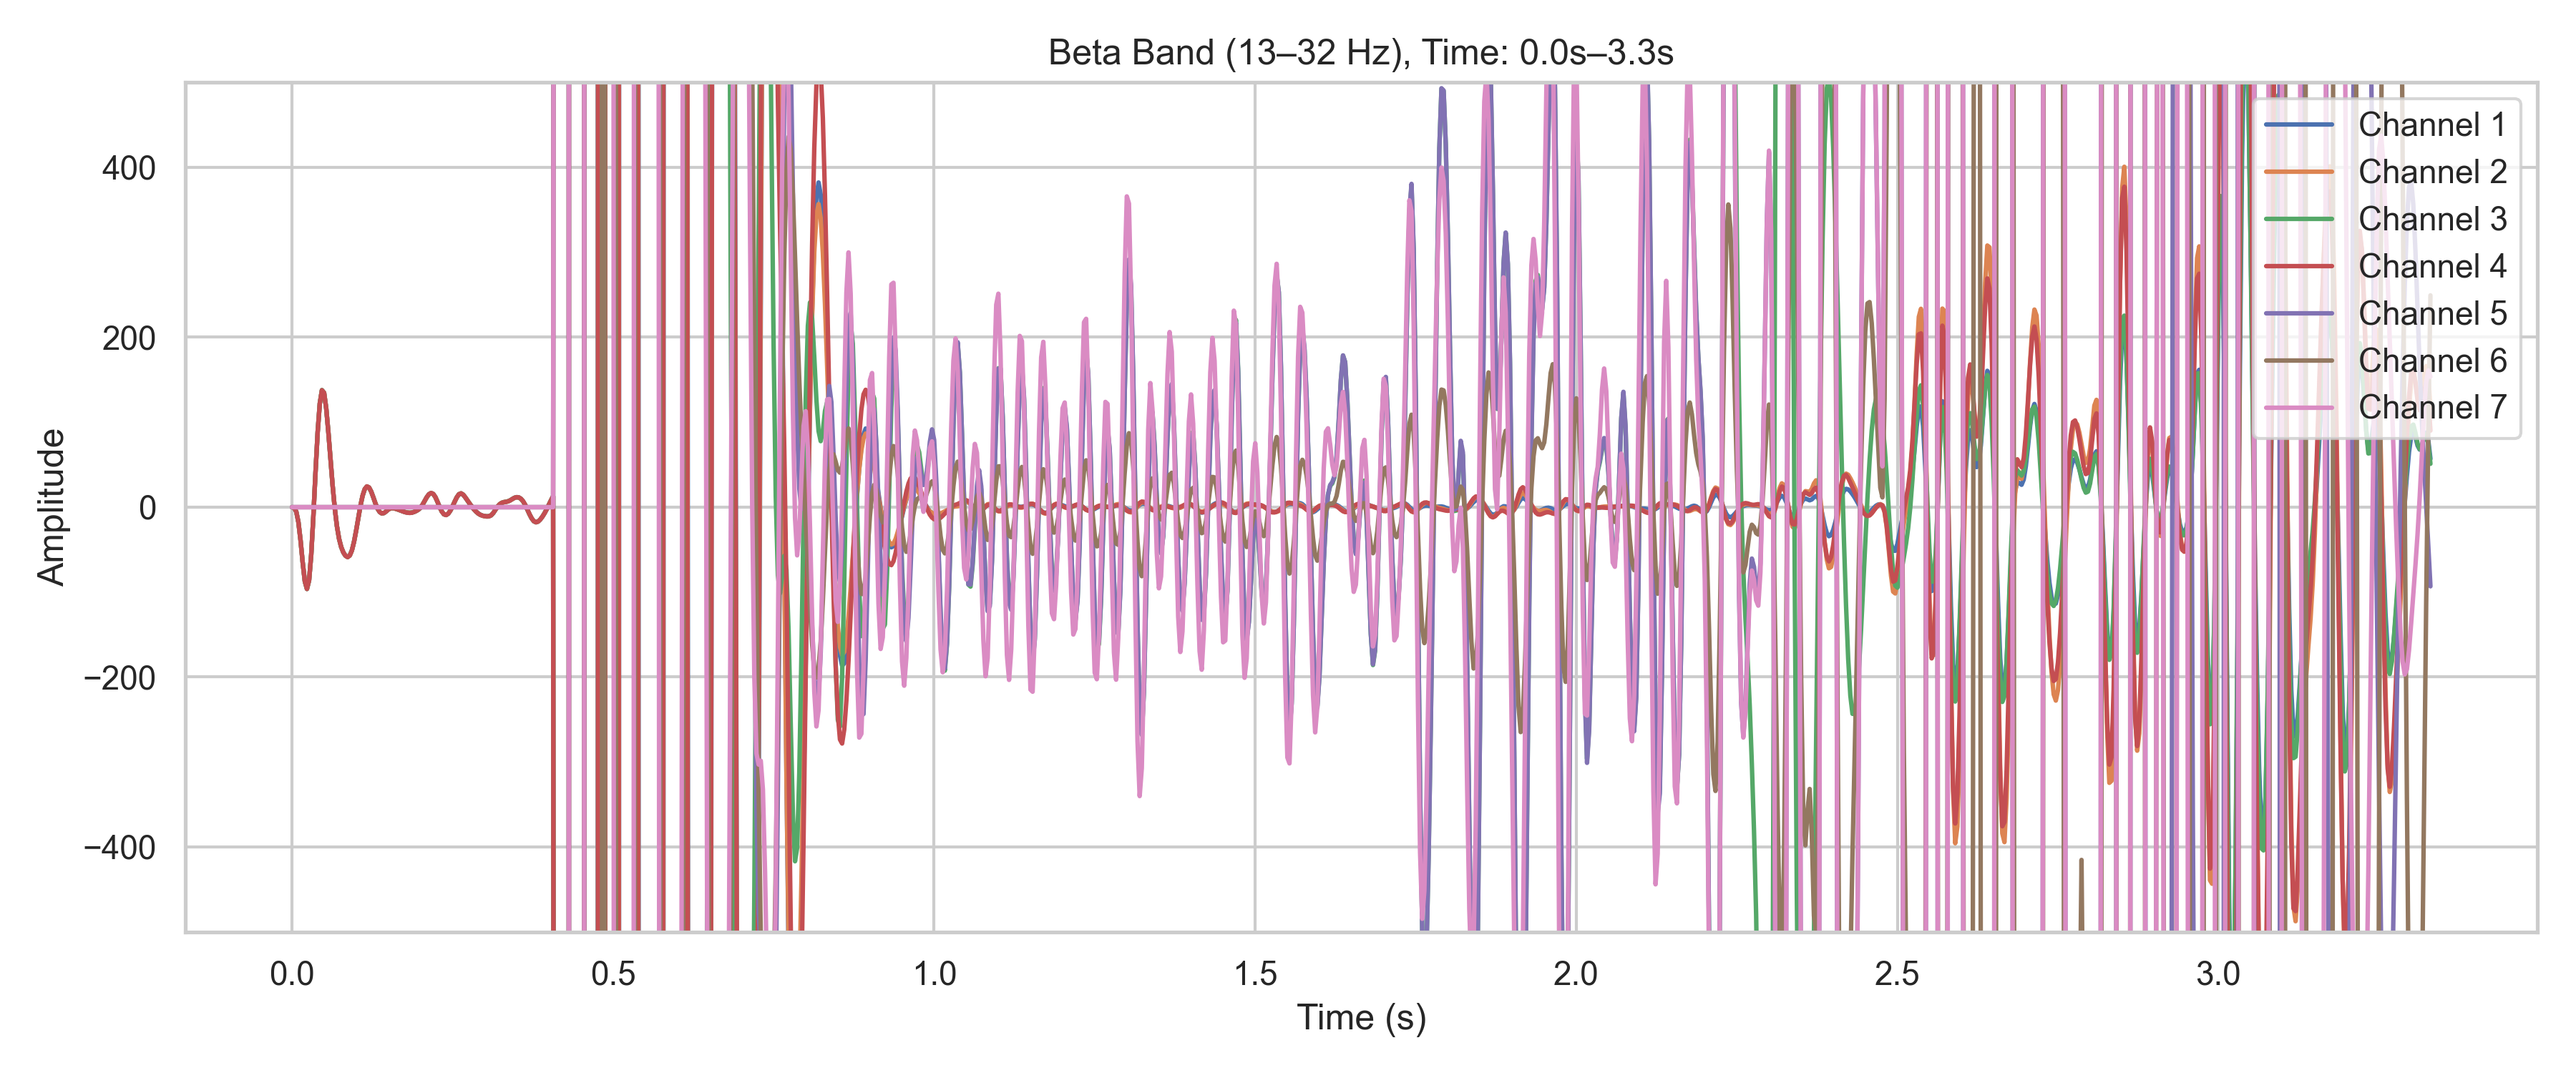 Beta Band (13–32 Hz), Time: 0.0s–3.3s
Amplitude
400
200
0
−200
−400
0.0
0.5
1.0
1.5
2.0
2.5
3.0
Time (s)
Channel 1
Channel 2
Channel 3
Channel 4
Channel 5
Channel 6
Channel 7